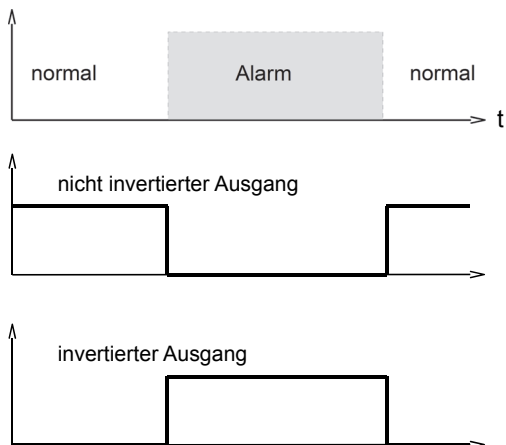 normal Alarm normal
t
nicht invertierter Ausgang
invertierter Ausgang